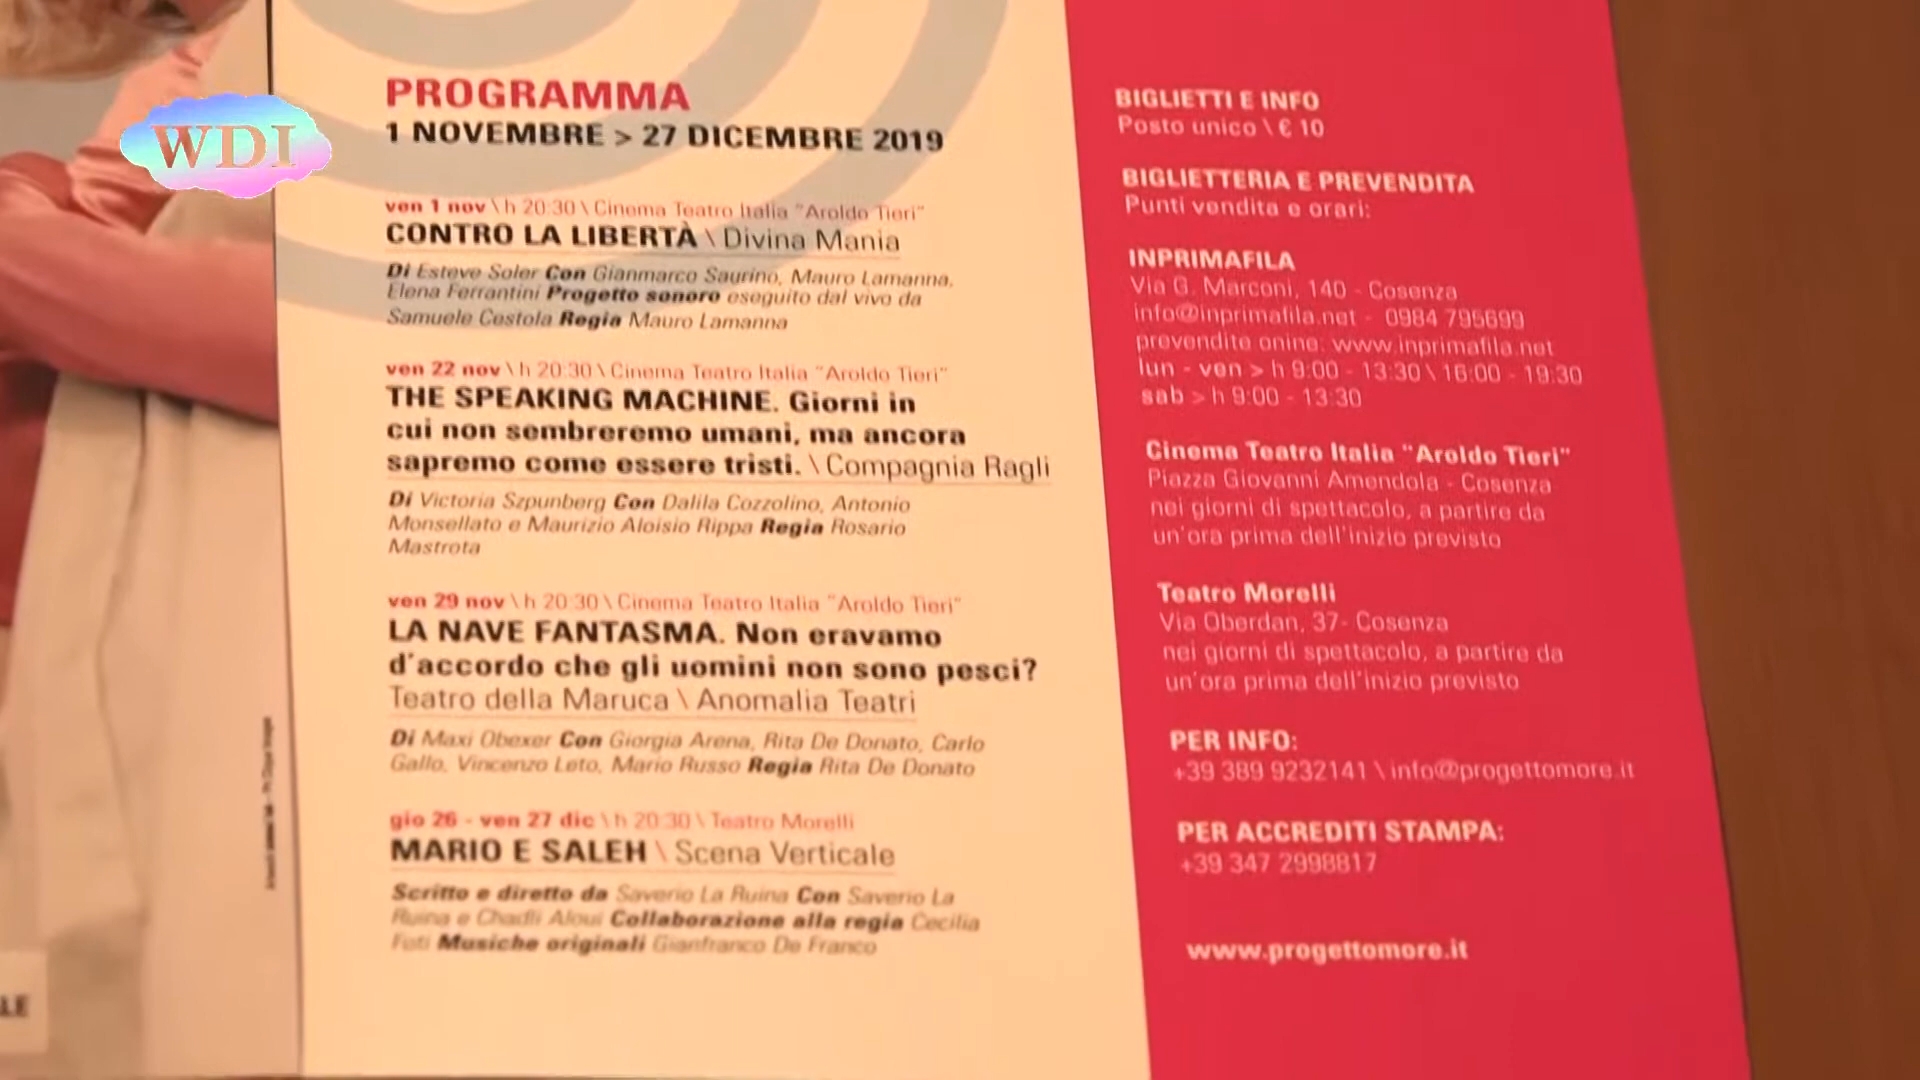 WDI
PROGRAMMA
1 NOVEMBRE > 27 DICEMBRE 2019
ven 1 nov \ h 20:30 \ Cinema Teatro Italia "Aroldo Tieri"
CONTRO LA LIBERTÀ \ Divina Mania
Di Esteve Soler Con Gianmarco Saurino, Mauro Lamanna,
Elena Ferrantini Progetto sonoro eseguito dal vivo da
Samuele Cestola Regia Mauro Lamanna
ven 22 nov \ h 20:30 \ Cinema Teatro Italia "Aroldo Tieri"
THE SPEAKING MACHINE. Giorni in
cui non sembreremo umani, ma ancora
sapremo come essere tristi. \ Compagnia Ragli
Di Victoria Szpunberg Con Dalila Cozzolino, Antonio
Monsellato e Maurizio Aloisio Rippa Regia Rosario
Mastrota
ven 29 nov \ h 20:30 \ Cinema Teatro Italia "Aroldo Tieri"
LA NAVE FANTASMA. Non eravamo
d'accordo che gli uomini non sono pesci?
Teatro della Maruca \ Anomalia Teatri
Di Maxi Obexer Con Giorgia Arena, Rita De Donato, Carlo
Gallo, Vincenzo Leto, Mario Russo Regia Rita De Donato
gio 26 - ven 27 dic \ h 20:30 \ Teatro Morelli
MARIO E SALEH \ Scena Verticale
Scritto e diretto da Saverio La Ruina Con Saverio La
Ruina e Chadli Aloui Collaborazione alla regia Cecilia
Foti Musiche originali Gianfranco De Franco
BIGLIETTI E INFO
Posto unico \ € 10
BIGLIETTERIA E PREVENDITA
Punti vendita e orari:
INPRIMAFILA
Via G. Marconi, 140 - Cosenza
info@inprimafila.net - 0984 795699
prevendite onine: www.inprimafila.net
lun - ven > h 9:00 - 13:30 \ 16:00 - 19:30
sab > h 9:00 - 13:30
Cinema Teatro Italia "Aroldo Tieri"
Piazza Giovanni Amendola - Cosenza
nei giorni di spettacolo, a partire da
un'ora prima dell'inizio previsto
Teatro Morelli
Via Oberdan, 37- Cosenza
nei giorni di spettacolo, a partire da
un'ora prima dell'inizio previsto
PER INFO:
+39 389 9232141 \ info@progettomore.it
PER ACCREDITI STAMPA:
+39 347 2998817
www.progettomore.it
LE